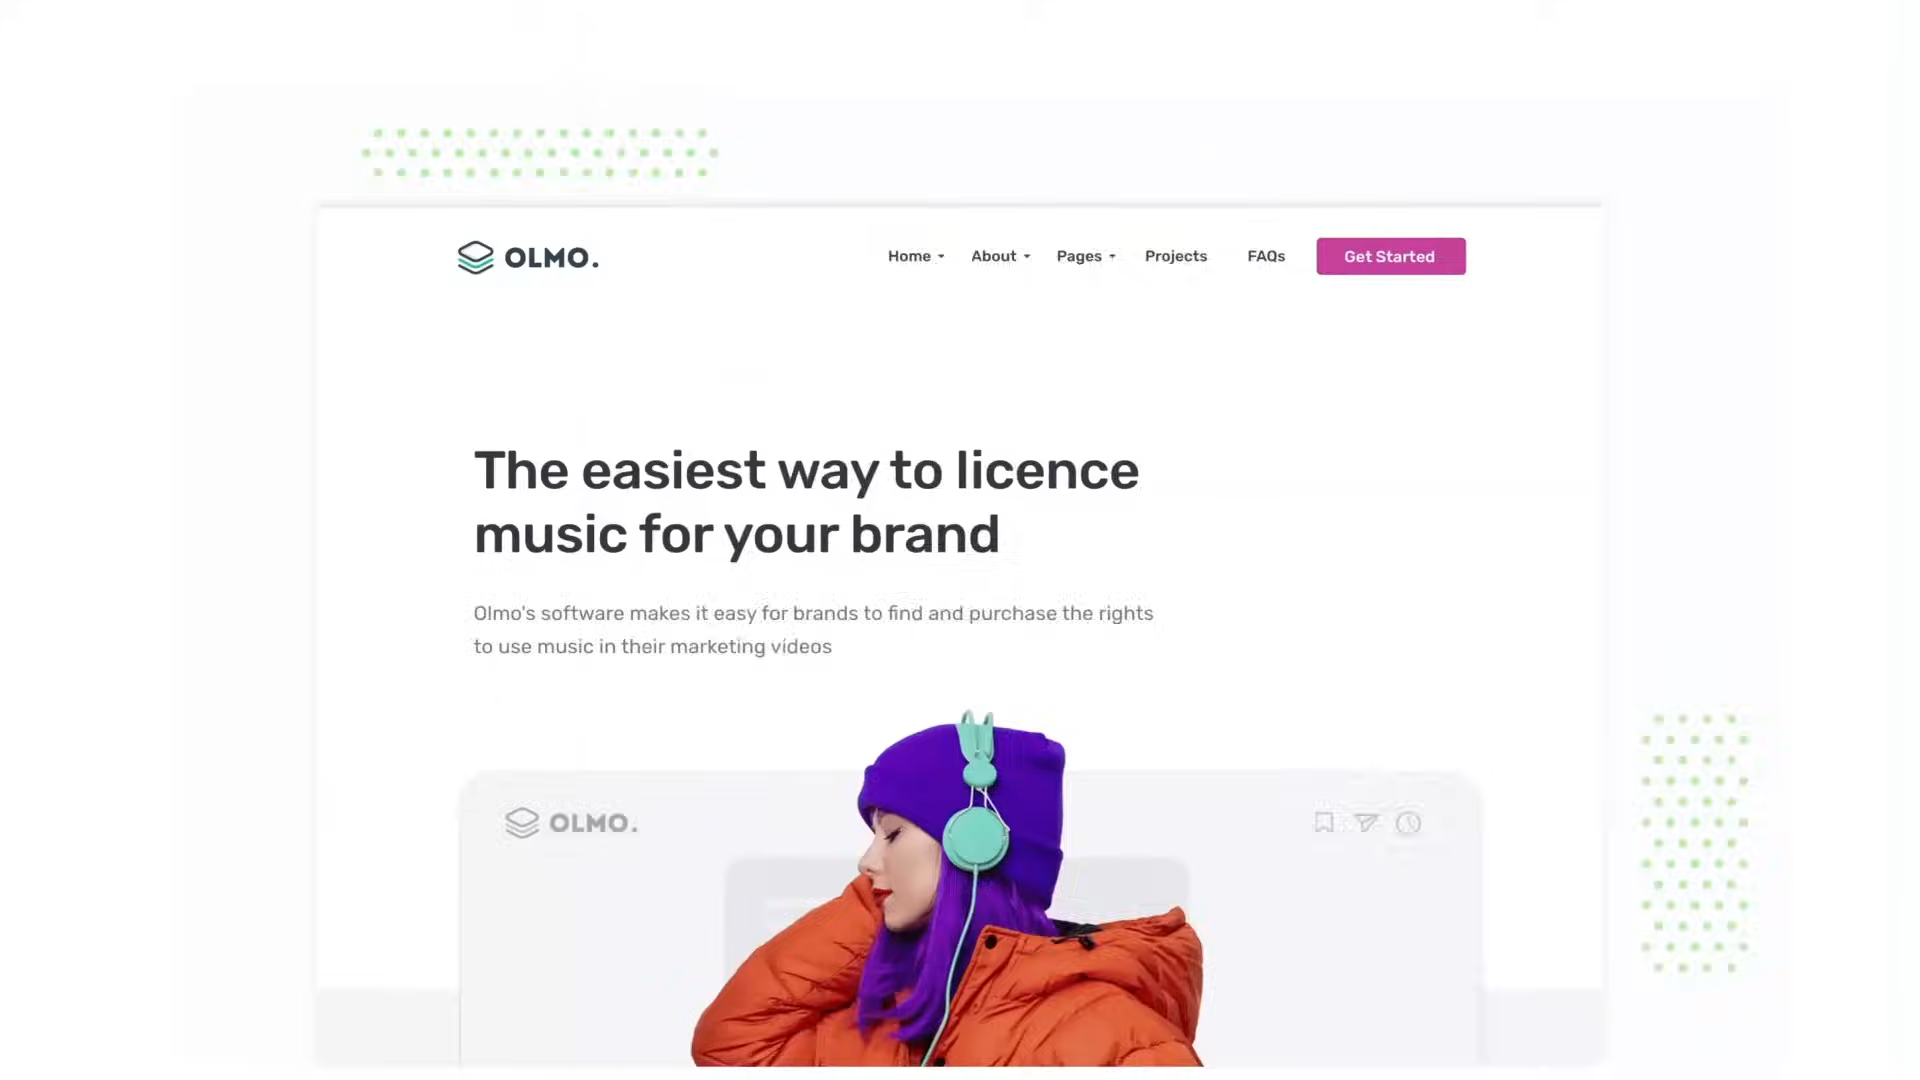 OLMO.
Home About Pages Projects FAQs Get Started
The easiest way to licence
music for your brand
Olmo's software makes it easy for brands to find and purchase the rights
to use music in their marketing videos
OLMO.